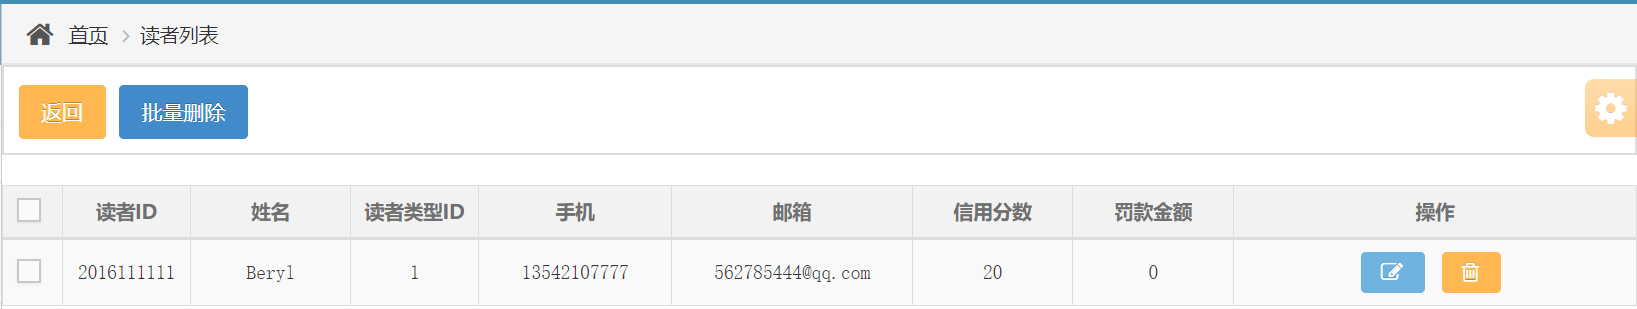 首页 > 读者列表
返回 批量删除
读者ID 姓名 读者类型ID 手机 邮箱 信用分数 罚款金额 操作
2016111111 Beryl 1 13542107777 562785444@qq.com 20 0